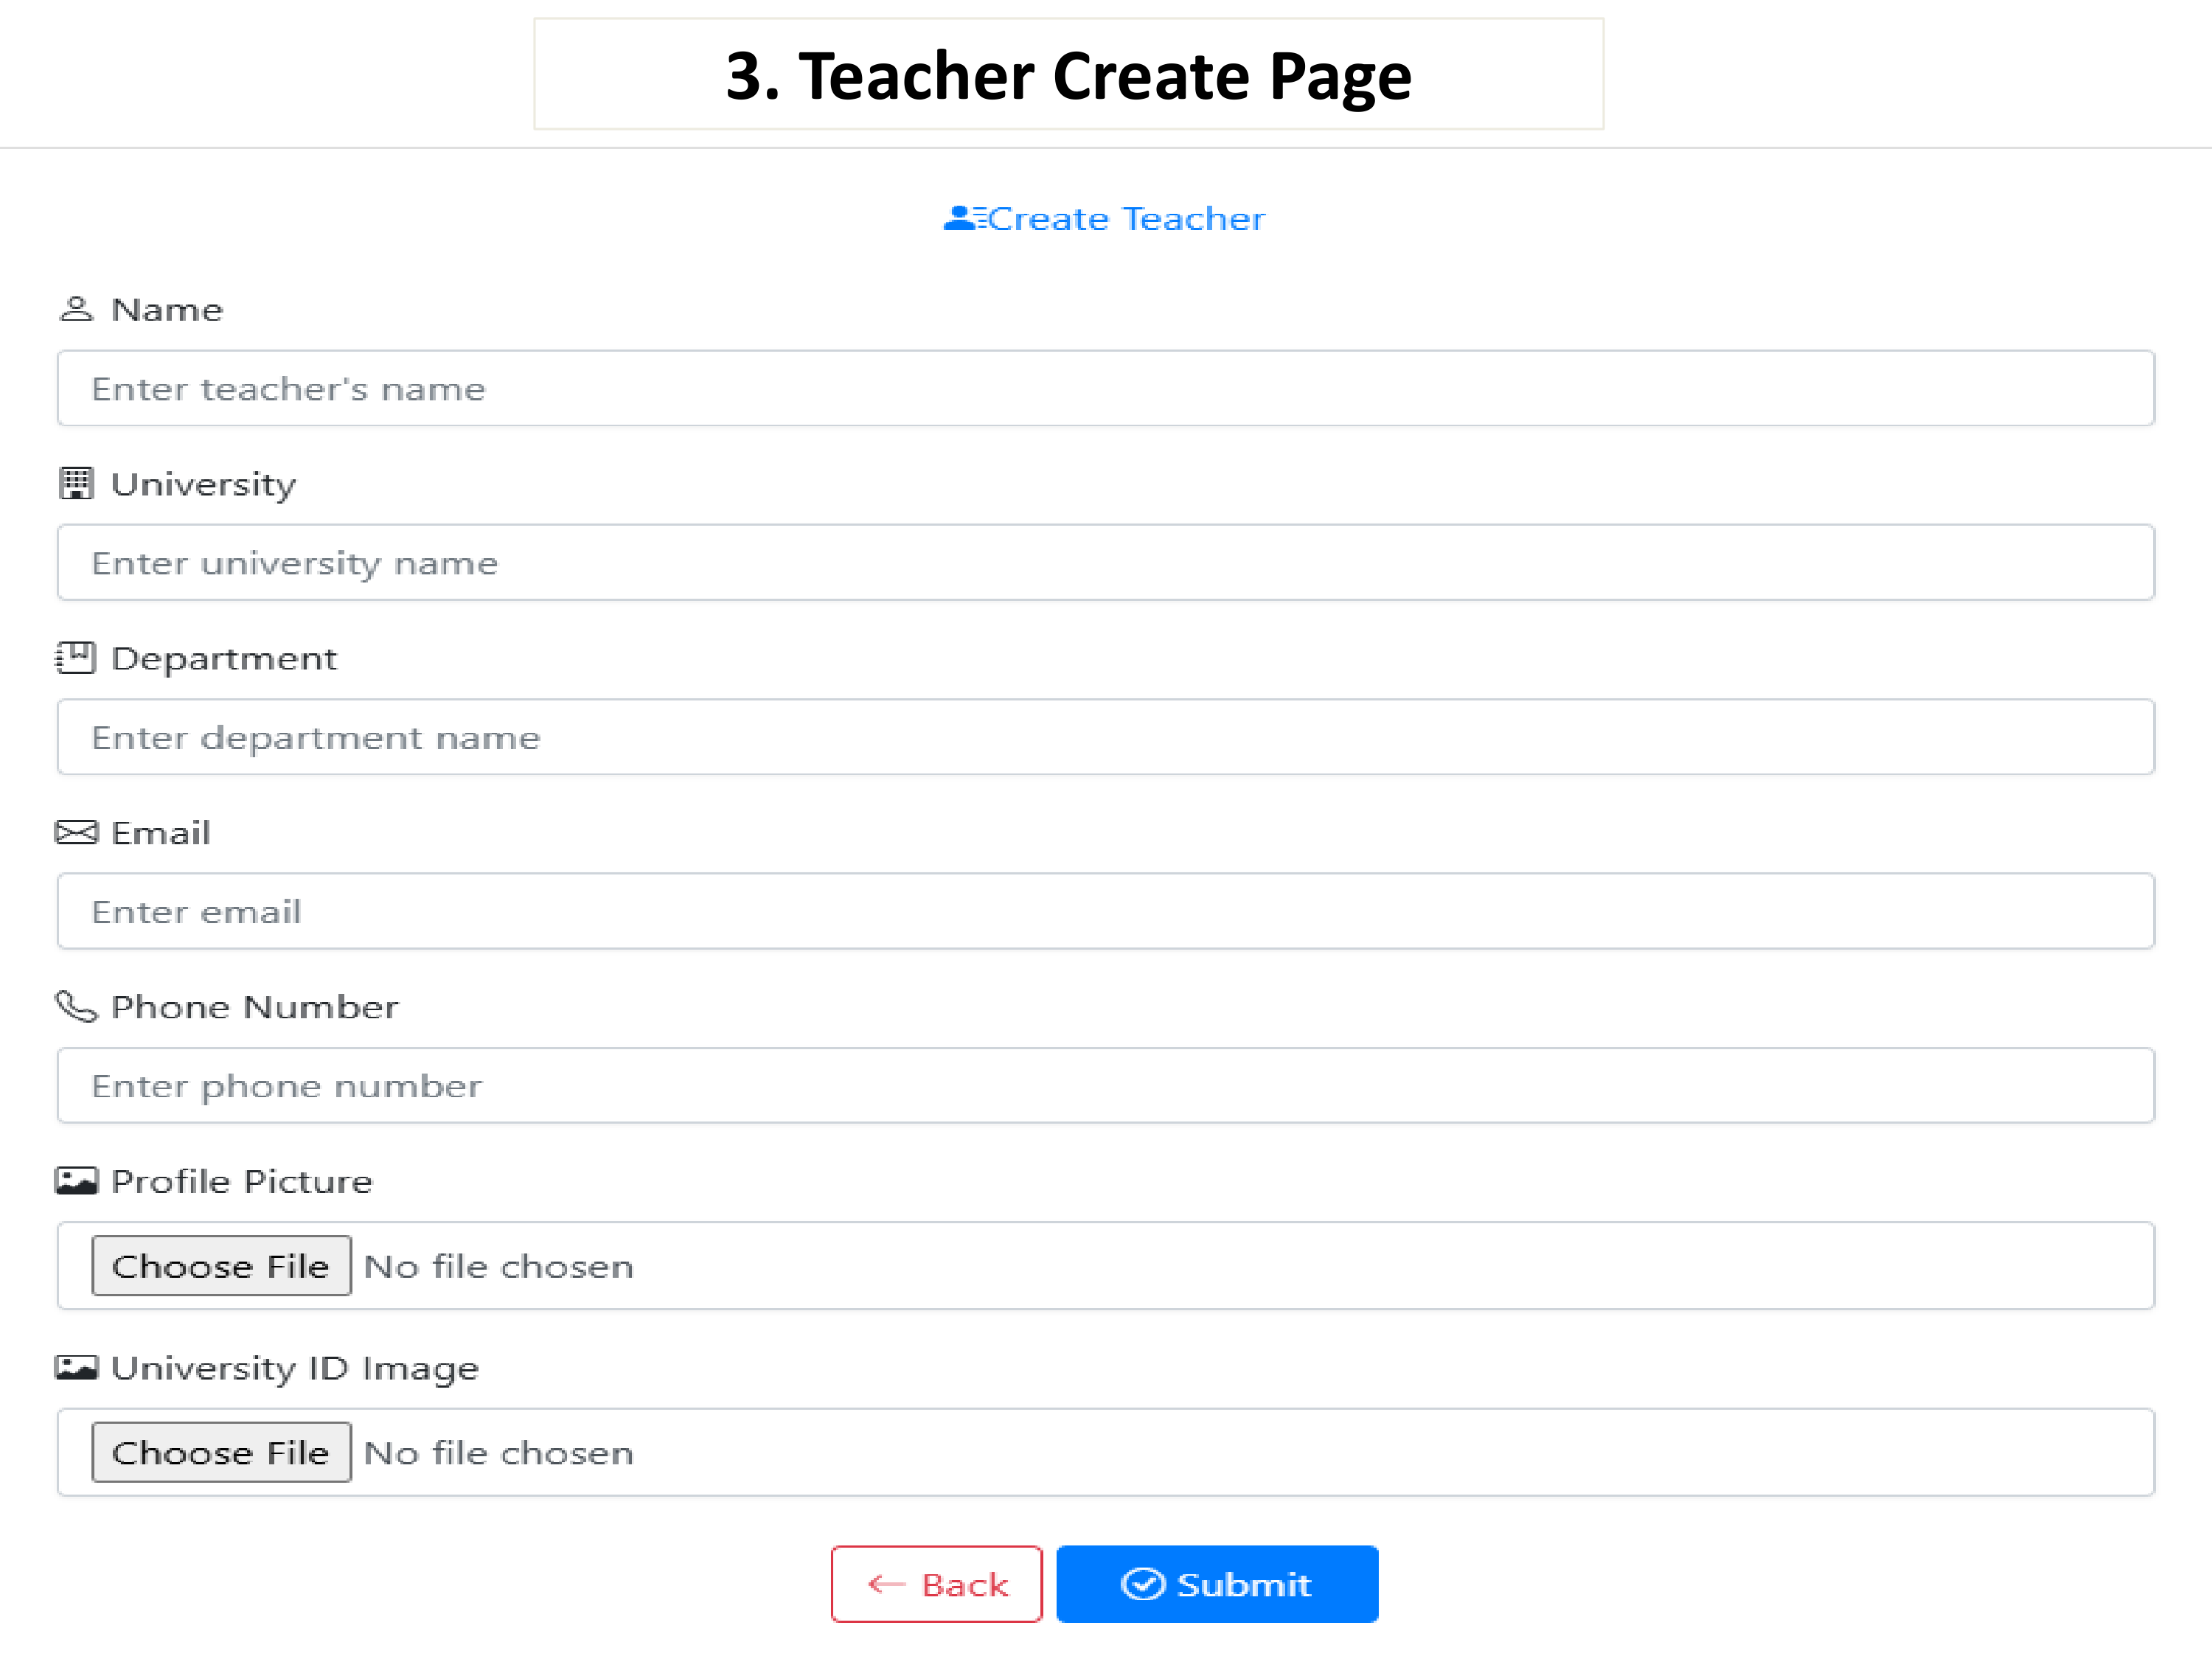 3. Teacher Create Page
Create Teacher
Name
Enter teacher's name
University
Enter university name
Department
Enter department name
Email
Enter email
Phone Number
Enter phone number
Profile Picture
Choose File No file chosen
University ID Image
Choose File No file chosen
Back Submit